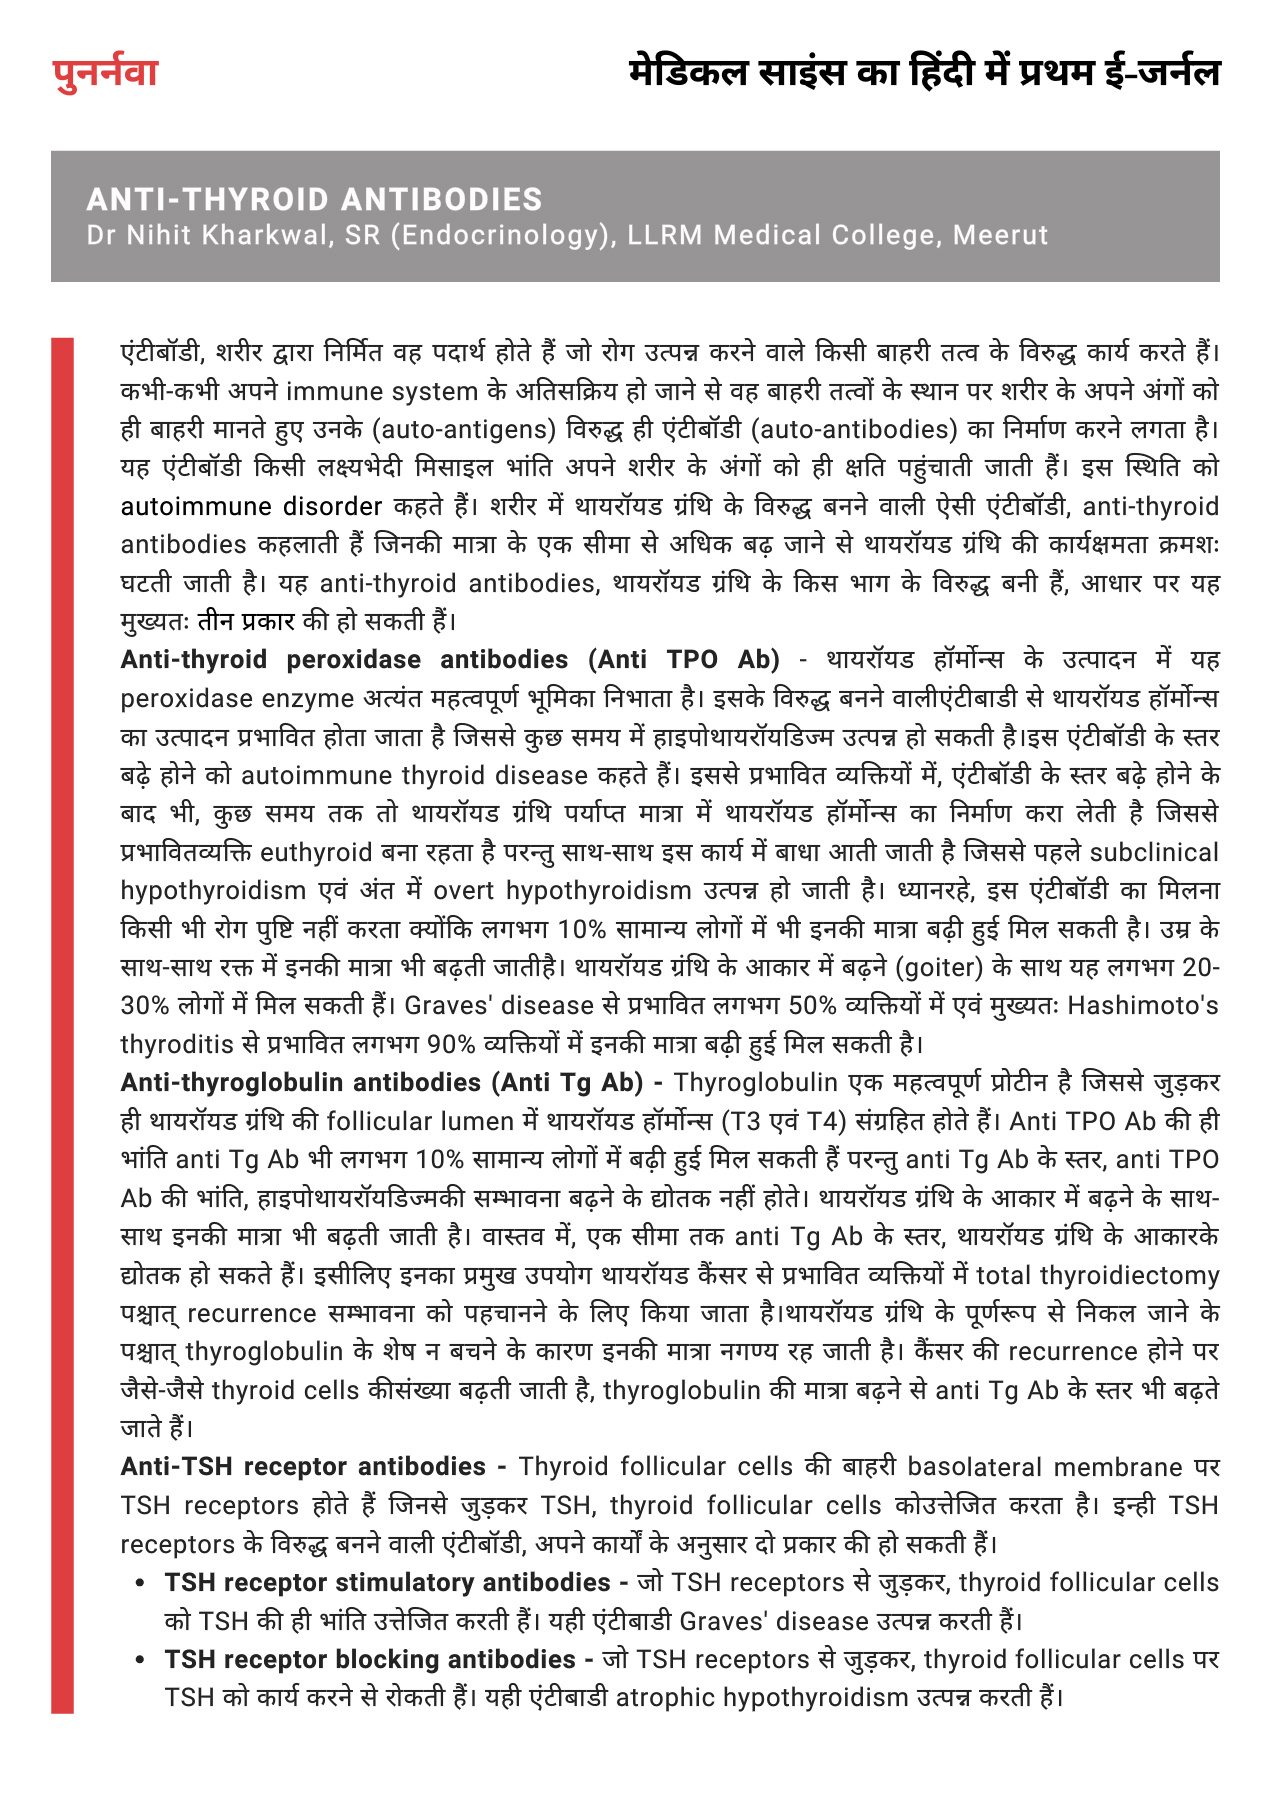 पुनर्नवा
मेडिकल साइंस का हिंदी में प्रथम ई-जर्नल
ANTI-THYROID ANTIBODIES
Dr Nihit Kharkwal, SR (Endocrinology), LLRM Medical College, Meerut
एंटीबॉडी, शरीर द्वारा निर्मित वह पदार्थ होते हैं जो रोग उत्पन्न करने वाले किसी बाहरी तत्व के विरुद्ध कार्य करते हैं।
कभी-कभी अपने immune system के अतिसक्रिय हो जाने से वह बाहरी तत्वों के स्थान पर शरीर के अपने अंगों को
ही बाहरी मानते हुए उनके (auto-antigens) विरुद्ध ही एंटीबॉडी (auto-antibodies) का निर्माण करने लगता है।
यह एंटीबॉडी किसी लक्ष्यभेदी मिसाइल भांति अपने शरीर के अंगों को ही क्षति पहुंचाती जाती हैं। इस स्थिति को
autoimmune disorder कहते हैं। शरीर में थायरॉयड ग्रंथि के विरुद्ध बनने वाली ऐसी एंटीबॉडी, anti-thyroid
antibodies कहलाती हैं जिनकी मात्रा के एक सीमा से अधिक बढ़ जाने से थायरॉयड ग्रंथि की कार्यक्षमता क्रमशः
घटती जाती है। यह anti-thyroid antibodies, थायरॉयड ग्रंथि के किस भाग के विरुद्ध बनी हैं, आधार पर यह
मुख्यतः तीन प्रकार की हो सकती हैं।
Anti-thyroid peroxidase antibodies (Anti TPO Ab) - थायरॉयड हॉर्मोन्स के उत्पादन में यह
peroxidase enzyme अत्यंत महत्वपूर्ण भूमिका निभाता है। इसके विरुद्ध बनने वालीएंटीबाडी से थायरॉयड हॉर्मोन्स
का उत्पादन प्रभावित होता जाता है जिससे कुछ समय में हाइपोथायरॉयडिज्म उत्पन्न हो सकती है।इस एंटीबॉडी के स्तर
बढ़े होने को autoimmune thyroid disease कहते हैं। इससे प्रभावित व्यक्तियों में, एंटीबॉडी के स्तर बढ़े होने के
बाद भी, कुछ समय तक तो थायरॉयड ग्रंथि पर्याप्त मात्रा में थायरॉयड हॉर्मोन्स का निर्माण करा लेती है जिससे
प्रभावितव्यक्ति euthyroid बना रहता है परन्तु साथ-साथ इस कार्य में बाधा आती जाती है जिससे पहले subclinical
hypothyroidism एवं अंत में overt hypothyroidism उत्पन्न हो जाती है। ध्यानरहे, इस एंटीबॉडी का मिलना
किसी भी रोग पुष्टि नहीं करता क्योंकि लगभग 10% सामान्य लोगों में भी इनकी मात्रा बढ़ी हुई मिल सकती है। उम्र के
साथ-साथ रक्त में इनकी मात्रा भी बढ़ती जातीहै। थायरॉयड ग्रंथि के आकार में बढ़ने (goiter) के साथ यह लगभग 20-
30% लोगों में मिल सकती हैं। Graves' disease से प्रभावित लगभग 50% व्यक्तियों में एवं मुख्यतः Hashimoto's
thyroditis से प्रभावित लगभग 90% व्यक्तियों में इनकी मात्रा बढ़ी हुई मिल सकती है।
Anti-thyroglobulin antibodies (Anti Tg Ab) - Thyroglobulin एक महत्वपूर्ण प्रोटीन है जिससे जुड़कर
ही थायरॉयड ग्रंथि की follicular lumen में थायरॉयड हॉर्मोन्स (T3 एवं T4) संग्रहित होते हैं। Anti TPO Ab की ही
भांति anti Tg Ab भी लगभग 10% सामान्य लोगों में बढ़ी हुई मिल सकती हैं परन्तु anti Tg Ab के स्तर, anti TPO
Ab की भांति, हाइपोथायरॉयडिज्मकी सम्भावना बढ़ने के द्योतक नहीं होते। थायरॉयड ग्रंथि के आकार में बढ़ने के साथ-
साथ इनकी मात्रा भी बढ़ती जाती है। वास्तव में, एक सीमा तक anti Tg Ab के स्तर, थायरॉयड ग्रंथि के आकारके
द्योतक हो सकते हैं। इसीलिए इनका प्रमुख उपयोग थायरॉयड कैंसर से प्रभावित व्यक्तियों में total thyroidiectomy
पश्चात् recurrence सम्भावना को पहचानने के लिए किया जाता है।थायरॉयड ग्रंथि के पूर्णरूप से निकल जाने के
पश्चात् thyroglobulin के शेष न बचने के कारण इनकी मात्रा नगण्य रह जाती है। कैंसर की recurrence होने पर
जैसे-जैसे thyroid cells कीसंख्या बढ़ती जाती है, thyroglobulin की मात्रा बढ़ने से anti Tg Ab के स्तर भी बढ़ते
जाते हैं।
Anti-TSH receptor antibodies - Thyroid follicular cells की बाहरी basolateral membrane पर
TSH receptors होते हैं जिनसे जुड़कर TSH, thyroid follicular cells कोउत्तेजित करता है। इन्ही TSH
receptors के विरुद्ध बनने वाली एंटीबॉडी, अपने कार्यों के अनुसार दो प्रकार की हो सकती हैं।
• TSH receptor stimulatory antibodies - जो TSH receptors से जुड़कर, thyroid follicular cells
को TSH की ही भांति उत्तेजित करती हैं। यही एंटीबाडी Graves' disease उत्पन्न करती हैं।
• TSH receptor blocking antibodies - जो TSH receptors से जुड़कर, thyroid follicular cells पर
TSH को कार्य करने से रोकती हैं। यही एंटीबाडी atrophic hypothyroidism उत्पन्न करती हैं।